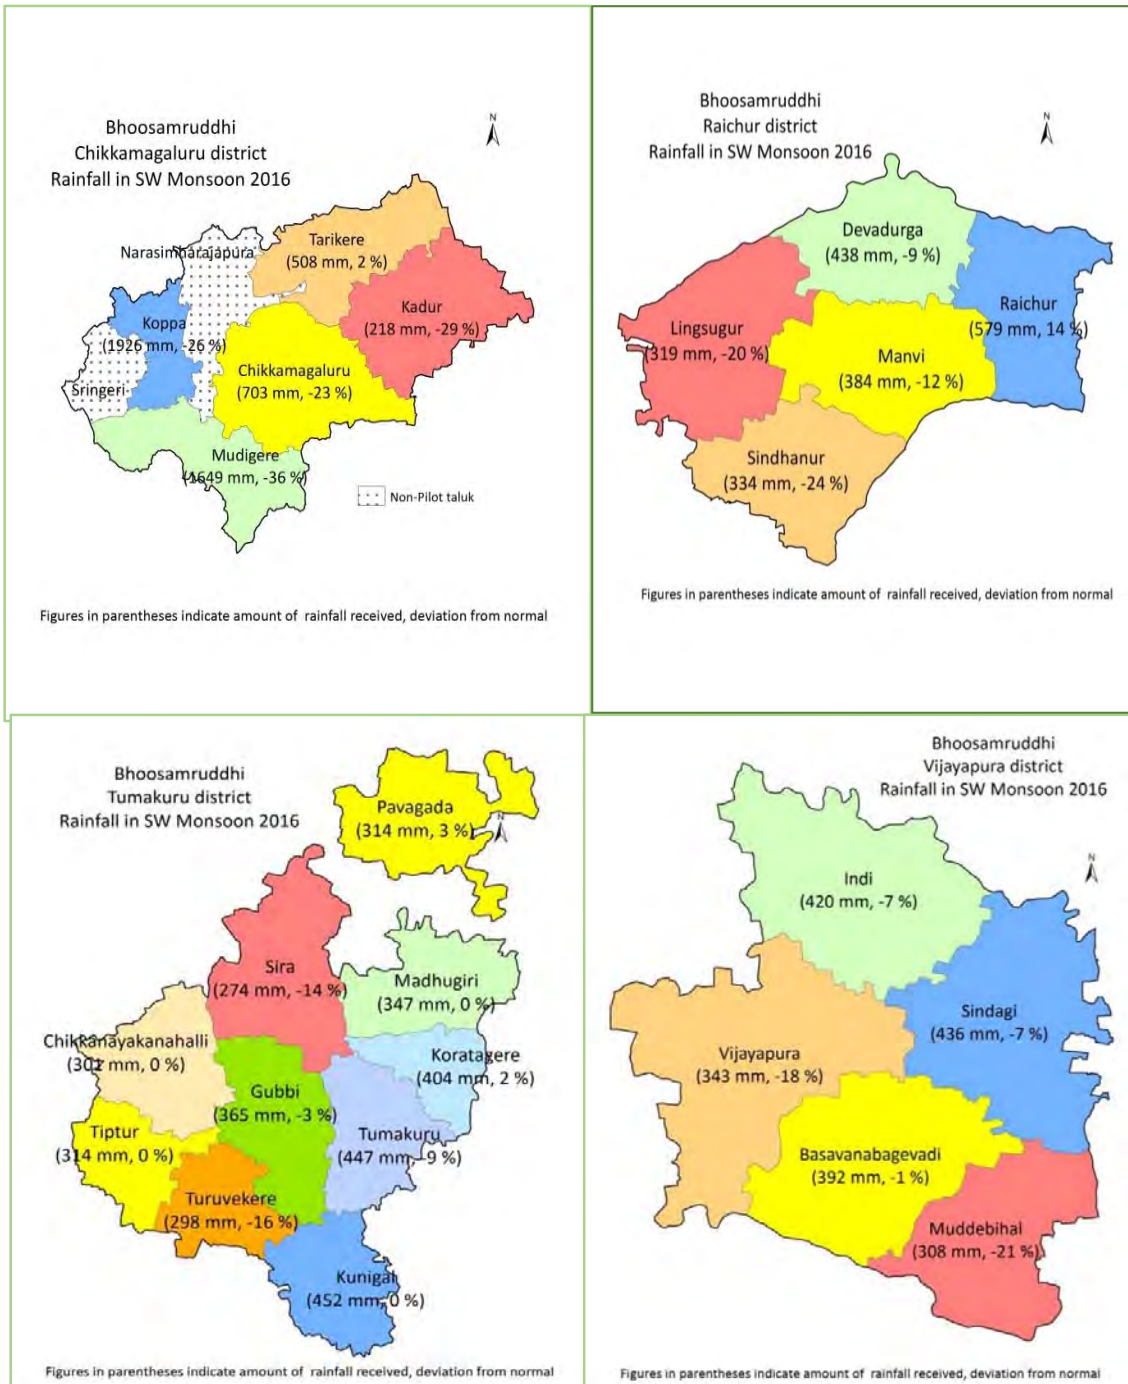 Bhoosamruddhi
Chikkamagaluru district
Rainfall in SW Monsoon 2016
N
Narasimharajapura
Tarikere
(508 mm, 2 %)
Kadur
(218 mm, -29 %)
Koppa
(1926 mm, -26 %)
Chikkamagaluru
(703 mm, -23 %)
Sringeri
Mudigere
(1649 mm, -36 %)
Non-Pilot taluk
Figures in parentheses indicate amount of rainfall received, deviation from normal
Bhoosamruddhi
Raichur district
Rainfall in SW Monsoon 2016
N
Devadurga
(438 mm, -9 %)
Raichur
(579 mm, 14 %)
Lingsugur
(319 mm, -20 %)
Manvi
(384 mm, -12 %)
Sindhanur
(334 mm, -24 %)
Figures in parentheses indicate amount of rainfall received, deviation from normal
Bhoosamruddhi
Tumakuru district
Rainfall in SW Monsoon 2016
Pavagada
(314 mm, 3 %)
N
Sira
(274 mm, -14 %)
Madhugiri
(347 mm, 0 %)
Chikkanayakanahalli
(301 mm, 0 %)
Koratagere
(404 mm, 2 %)
Gubbi
(365 mm, -3 %)
Tiptur
(314 mm, 0 %)
Tumakuru
(447 mm, -9 %)
Turuvekere
(298 mm, -16 %)
Kunigal
(452 mm, 0 %)
Figures in parentheses indicate amount of rainfall received, deviation from normal
Bhoosamruddhi
Vijayapura district
Rainfall in SW Monsoon 2016
N
Indi
(420 mm, -7 %)
Sindagi
(436 mm, -7 %)
Vijayapura
(343 mm, -18 %)
Basavanabagevadi
(392 mm, -1 %)
Muddebihal
(308 mm, -21 %)
Figures in parentheses indicate amount of rainfall received, deviation from normal